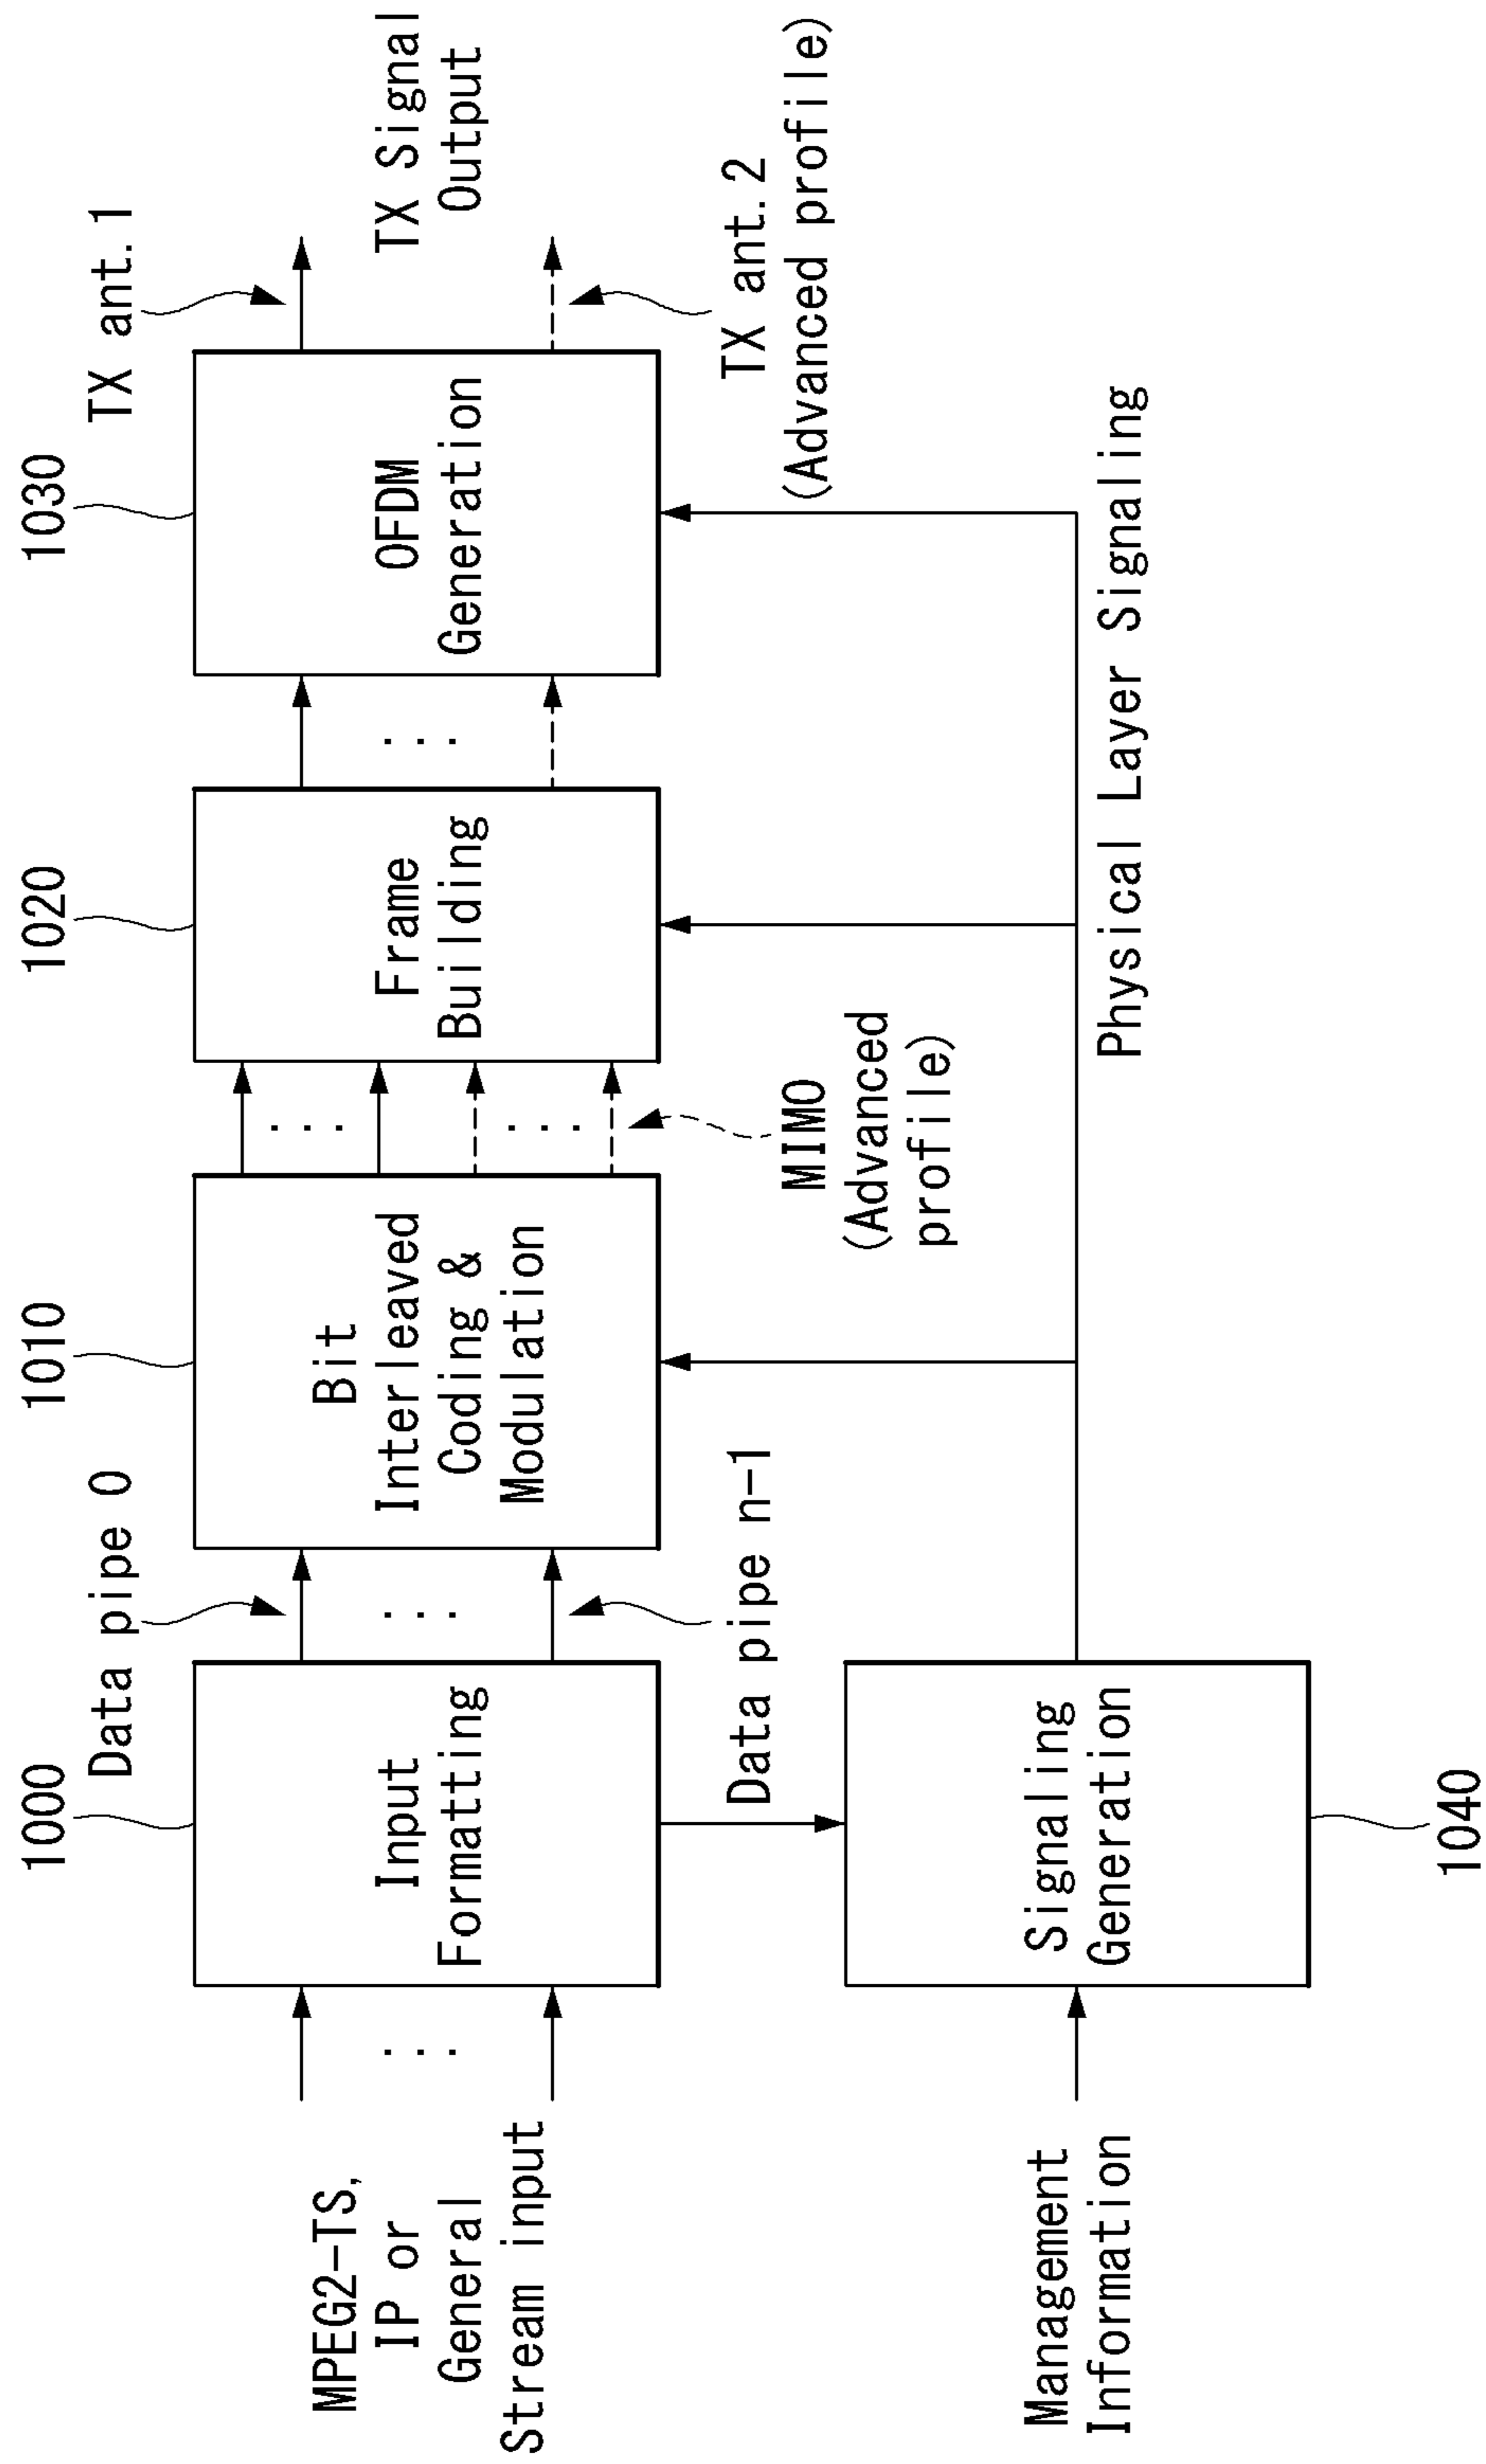 1000
1010
1020
1030
Data pipe 0
TX ant.1
MPEG2-TS,
IP or
General
Stream input
Input
Formatting
Bit
Interleaved
Coding &
Modulation
Frame
Building
OFDM
Generation
TX Signal
Output
Data pipe n-1
MIMO
(Advanced
profile)
TX ant.2
(Advanced profile)
Management
Information
Signaling
Generation
Physical Layer Signaling
1040